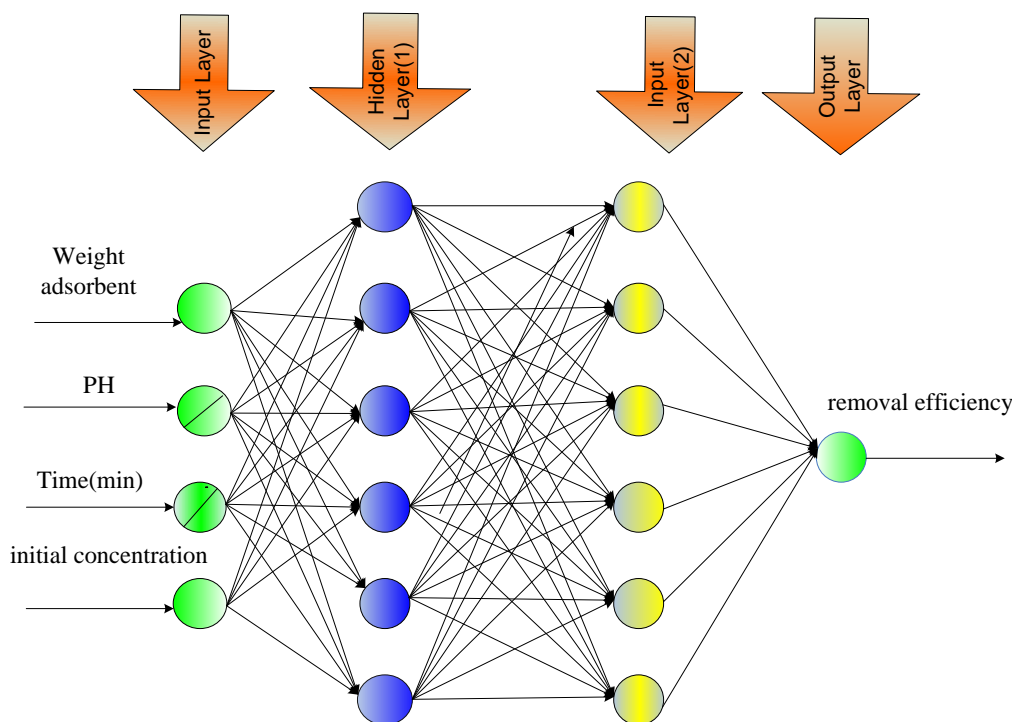 Input Layer
Hidden
Layer(1)
Input
Layer(2)
Output
Layer
Weight
adsorbent
PH
Time(min)
initial concentration
removal efficiency